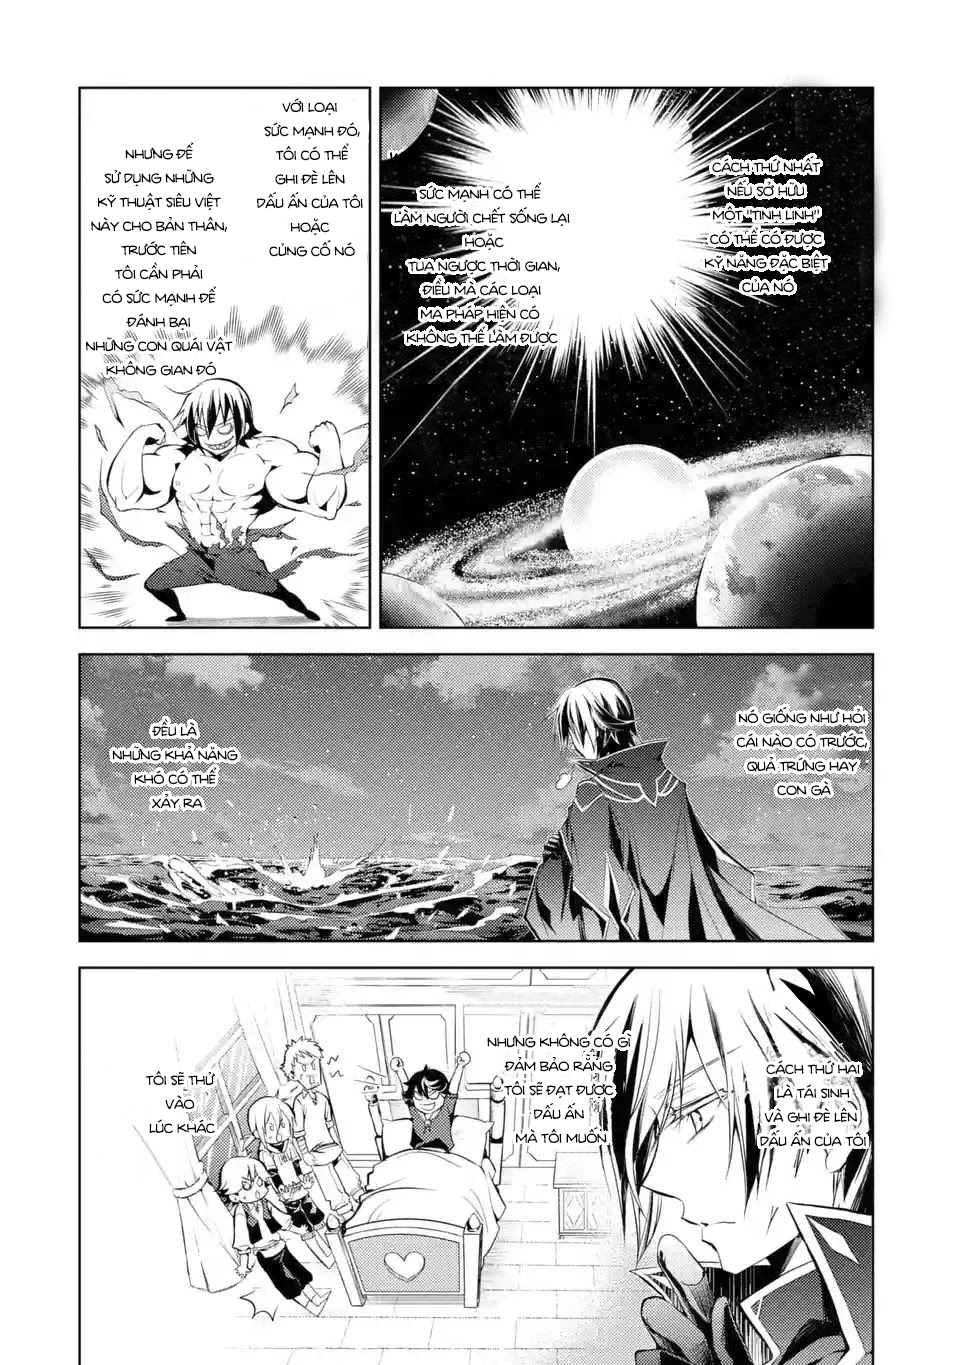 CÁCH THỨ NHẤT
NẾU SỞ HỮU
MỘT "TINH LINH"
CÓ THỂ CÓ ĐƯỢC
KỸ NĂNG ĐẶC BIỆT
CỦA NÓ
SỨC MẠNH CÓ THỂ
LÀM NGƯỜI CHẾT SỐNG LẠI
HOẶC
TUA NGƯỢC THỜI GIAN,
ĐIỀU MÀ CÁC LOẠI
MA PHÁP HIỆN CÓ
KHÔNG THỂ LÀM ĐƯỢC
VỚI LOẠI
SỨC MẠNH ĐÓ,
TÔI CÓ THỂ
GHI ĐÈ LÊN
DẤU ẤN CỦA TÔI
HOẶC
CỦNG CỐ NÓ
NHƯNG ĐỂ
SỬ DỤNG NHỮNG
KỸ THUẬT SIÊU VIỆT
NÀY CHO BẢN THÂN,
TRƯỚC TIÊN
TÔI CẦN PHẢI
CÓ SỨC MẠNH ĐỂ
ĐÁNH BẠI
NHỮNG CON QUÁI VẬT
KHÔNG GIAN ĐÓ
NÓ GIỐNG NHƯ HỎI
CÁI NÀO CÓ TRƯỚC,
QUẢ TRỨNG HAY
CON GÀ
ĐỀU LÀ
NHỮNG KHẢ NĂNG
KHÓ CÓ THỂ
XẢY RA
CÁCH THỨ HAI
LÀ TÁI SINH
VÀ GHI ĐÈ LÊN
DẤU ẤN CỦA TÔI
NHƯNG KHÔNG CÓ GÌ
ĐẢM BẢO RẰNG
TÔI SẼ ĐẠT ĐƯỢC
DẤU ẤN
MÀ TÔI MUỐN
TÔI SẼ THỬ
VÀO
LÚC KHÁC